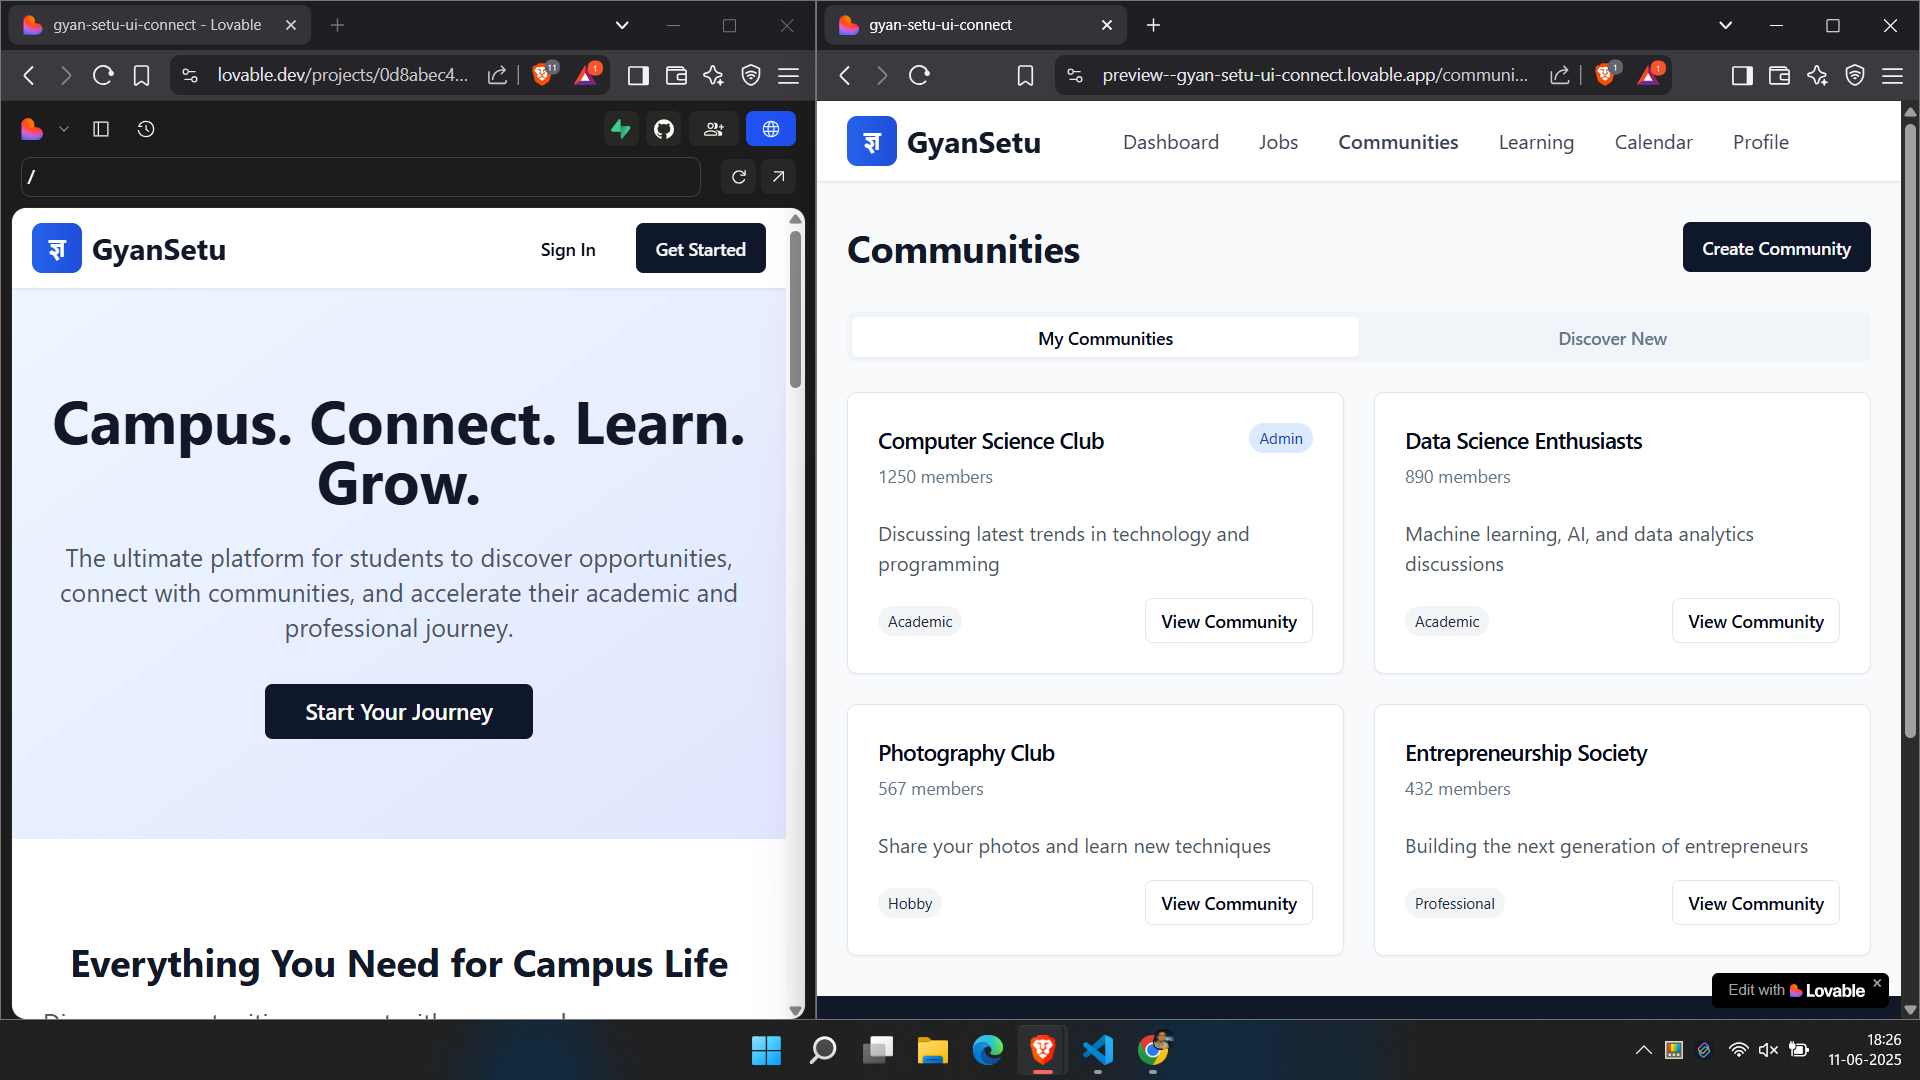 gyan-setu-ui-connect - Lovable
lovable.dev/projects/0d8abec4...
11
1
/
ज्ञ GyanSetu
Sign In
Get Started
Campus. Connect. Learn.
Grow.
The ultimate platform for students to discover opportunities,
connect with communities, and accelerate their academic and
professional journey.
Start Your Journey
Everything You Need for Campus Life
gyan-setu-ui-connect
preview--gyan-setu-ui-connect.lovable.app/communi...
1
1
ज्ञ GyanSetu
Dashboard
Jobs
Communities
Learning
Calendar
Profile
Communities
Create Community
My Communities
Discover New
Computer Science Club
Admin
1250 members
Discussing latest trends in technology and
programming
Academic
View Community
Data Science Enthusiasts
890 members
Machine learning, AI, and data analytics
discussions
Academic
View Community
Photography Club
567 members
Share your photos and learn new techniques
Hobby
View Community
Entrepreneurship Society
432 members
Building the next generation of entrepreneurs
Professional
View Community
Edit with Lovable
18:26
11-06-2025